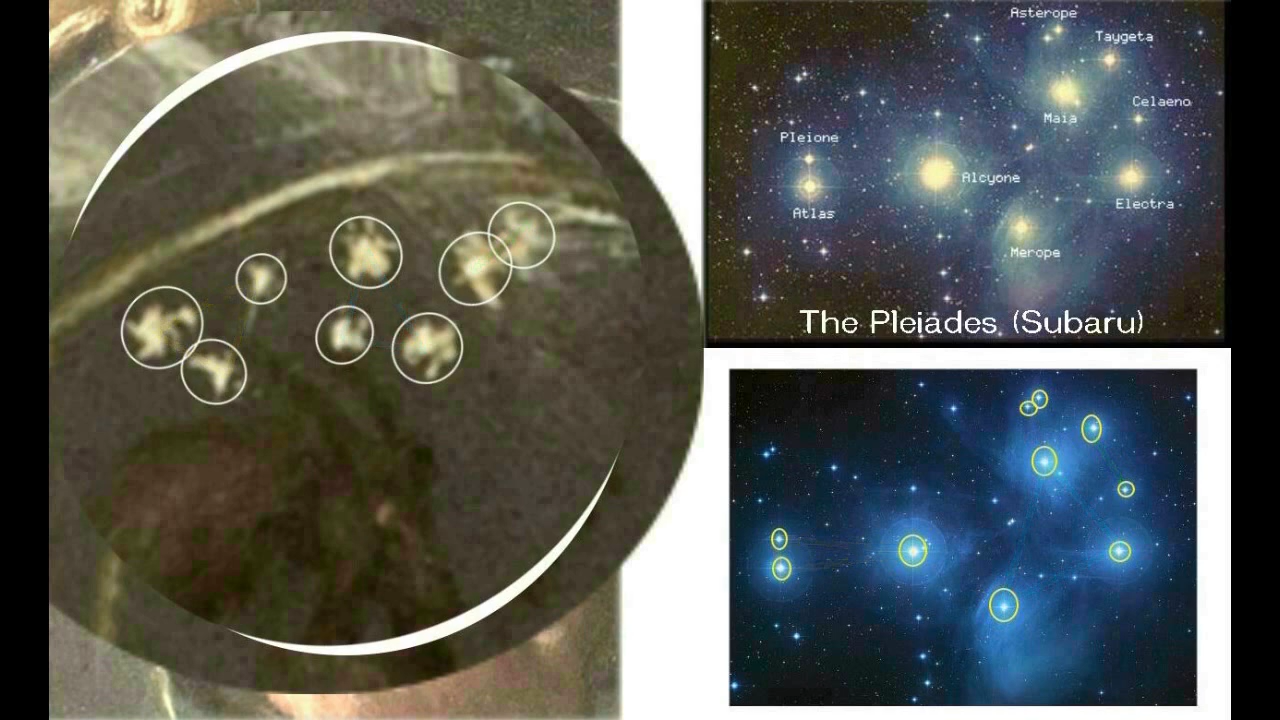 Asterope
Taygeta
Celaeno
Maia
Pleione
Alcyone
Electra
Atlas
Merope
The Pleiades (Subaru)